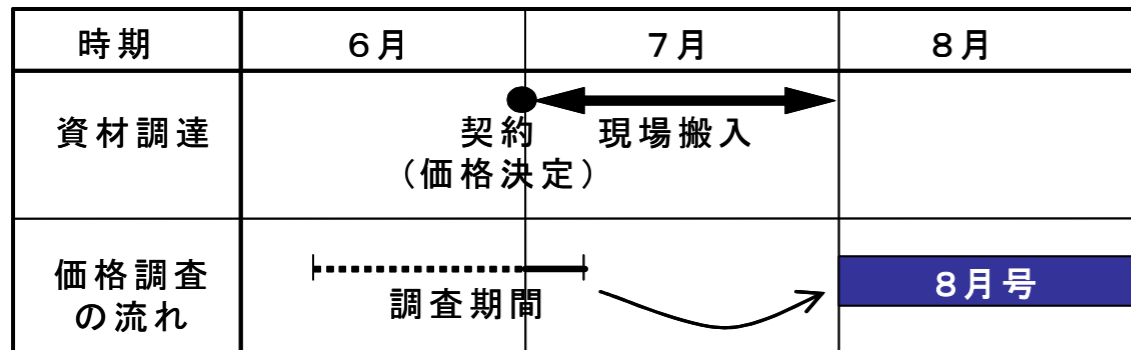 時期
６月
７月
８月
資材調達
契約
（価格決定）
現場搬入
価格調査
の流れ
調査期間
８月号